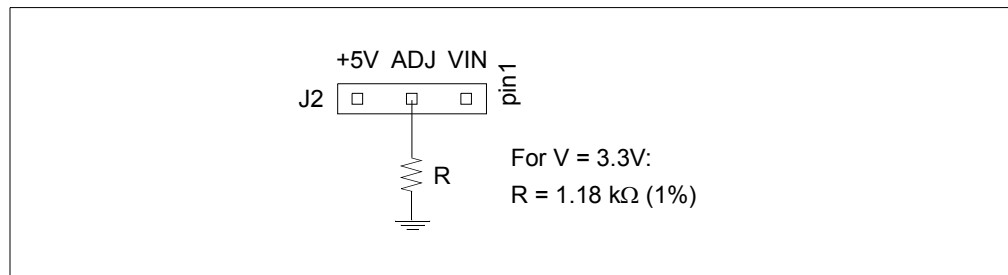 +5V ADJ VIN
pin1
J2
R
For V = 3.3V:
R = 1.18 kΩ (1%)